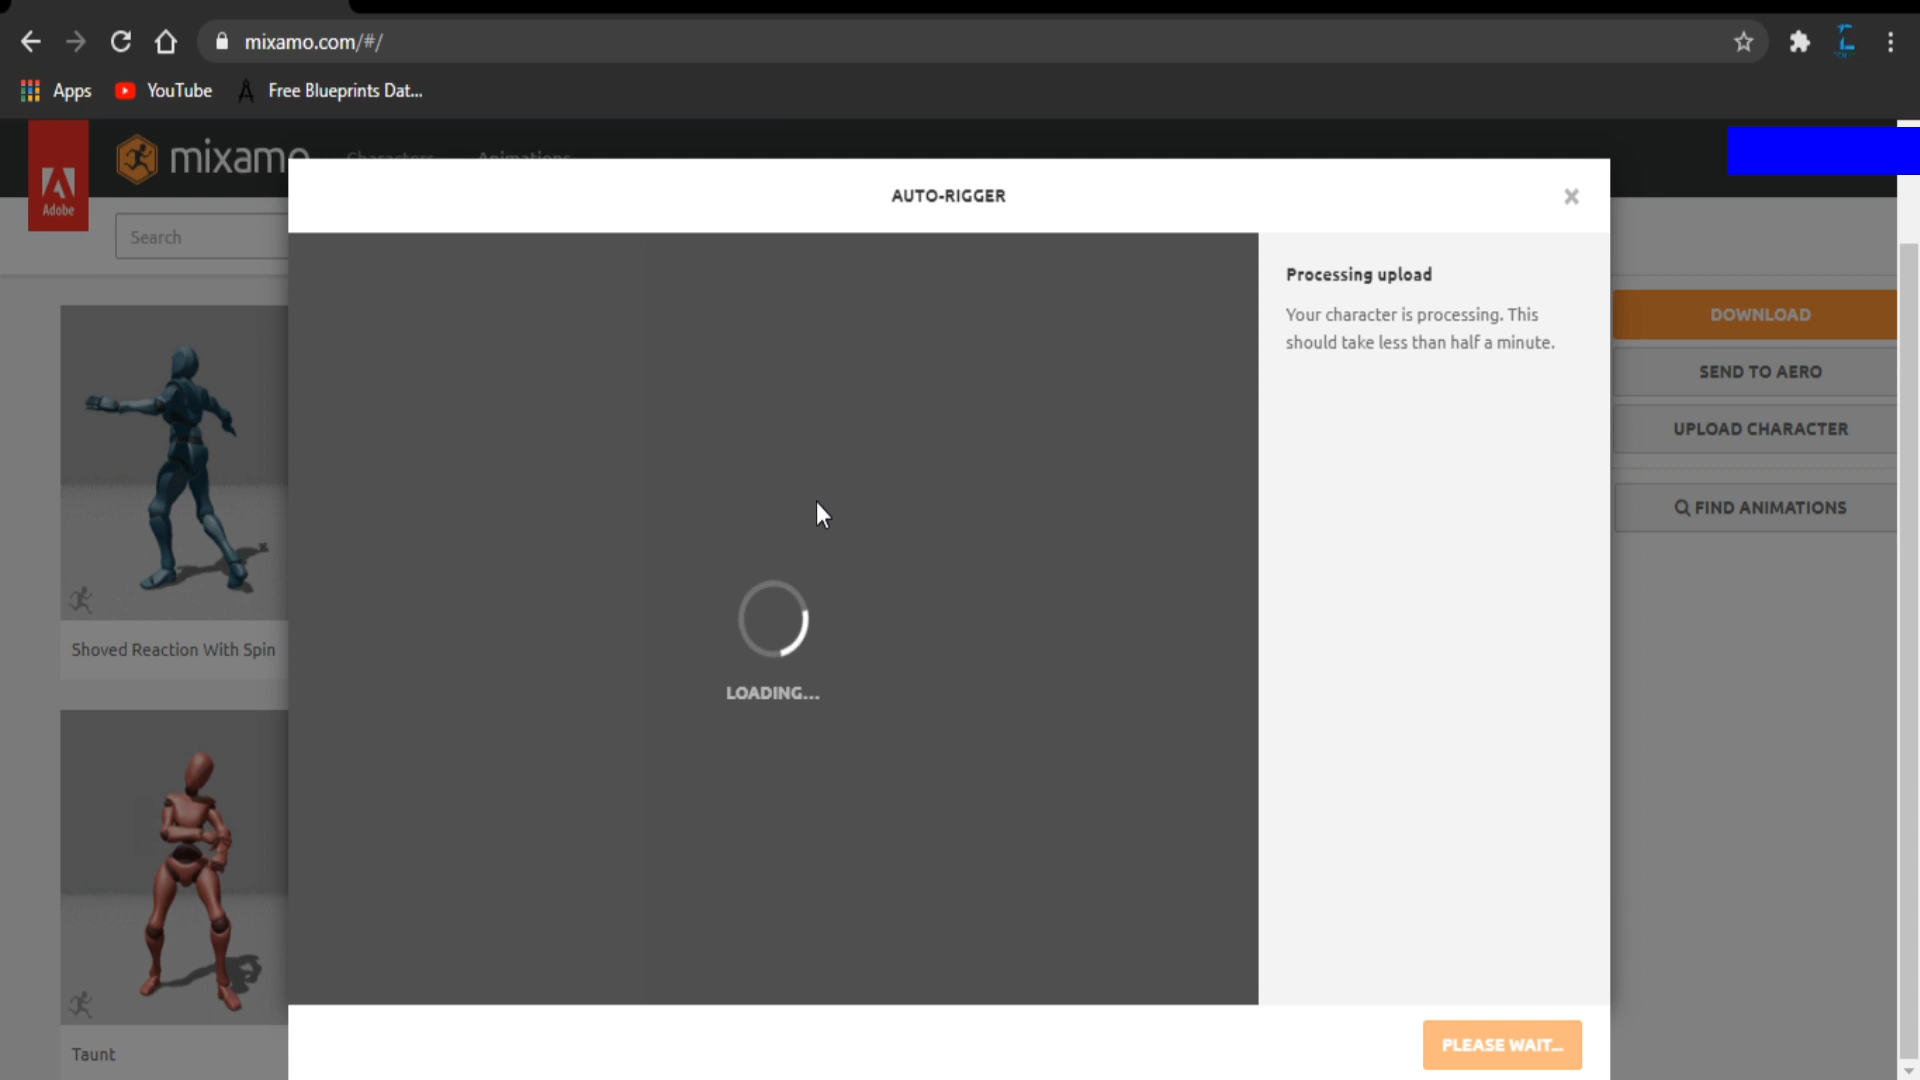 mixamo.com/#/
Apps
YouTube
Free Blueprints Dat...
Adobe
mixamo
Characters
Animations
AUTO-RIGGER
Search
Processing upload
Your character is processing. This
should take less than half a minute.
DOWNLOAD
SEND TO AERO
UPLOAD CHARACTER
FIND ANIMATIONS
LOADING...
Shoved Reaction With Spin
Taunt
PLEASE WAIT...